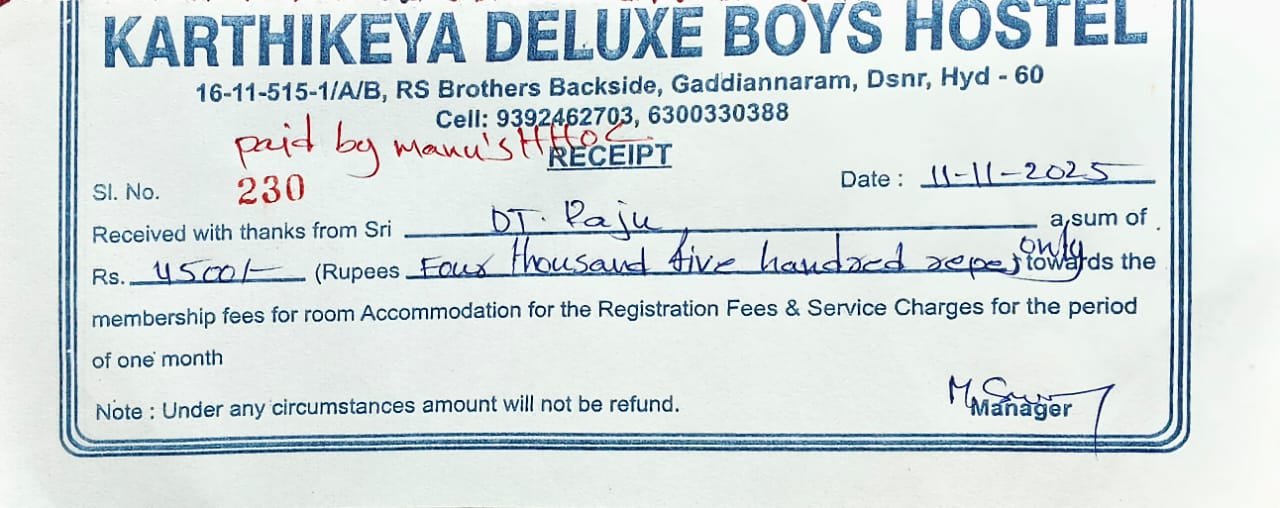 KARTHIKEYA DELUXE BOYS HOSTEL
16-11-515-1/A/B, RS Brothers Backside, Gaddiannaram, Dsnr, Hyd - 60
Cell: 9392462703, 6300330388
paid by manu's HHOC.
RECEIPT
Sl. No. 230 Date : 11-11-2025
Received with thanks from Sri DT. Raju a sum of
Rs. 4500/- (Rupees Four thousand five handred repes only) towards the
membership fees for room Accommodation for the Registration Fees & Service Charges for the period
of one month
Note : Under any circumstances amount will not be refund.
Manager